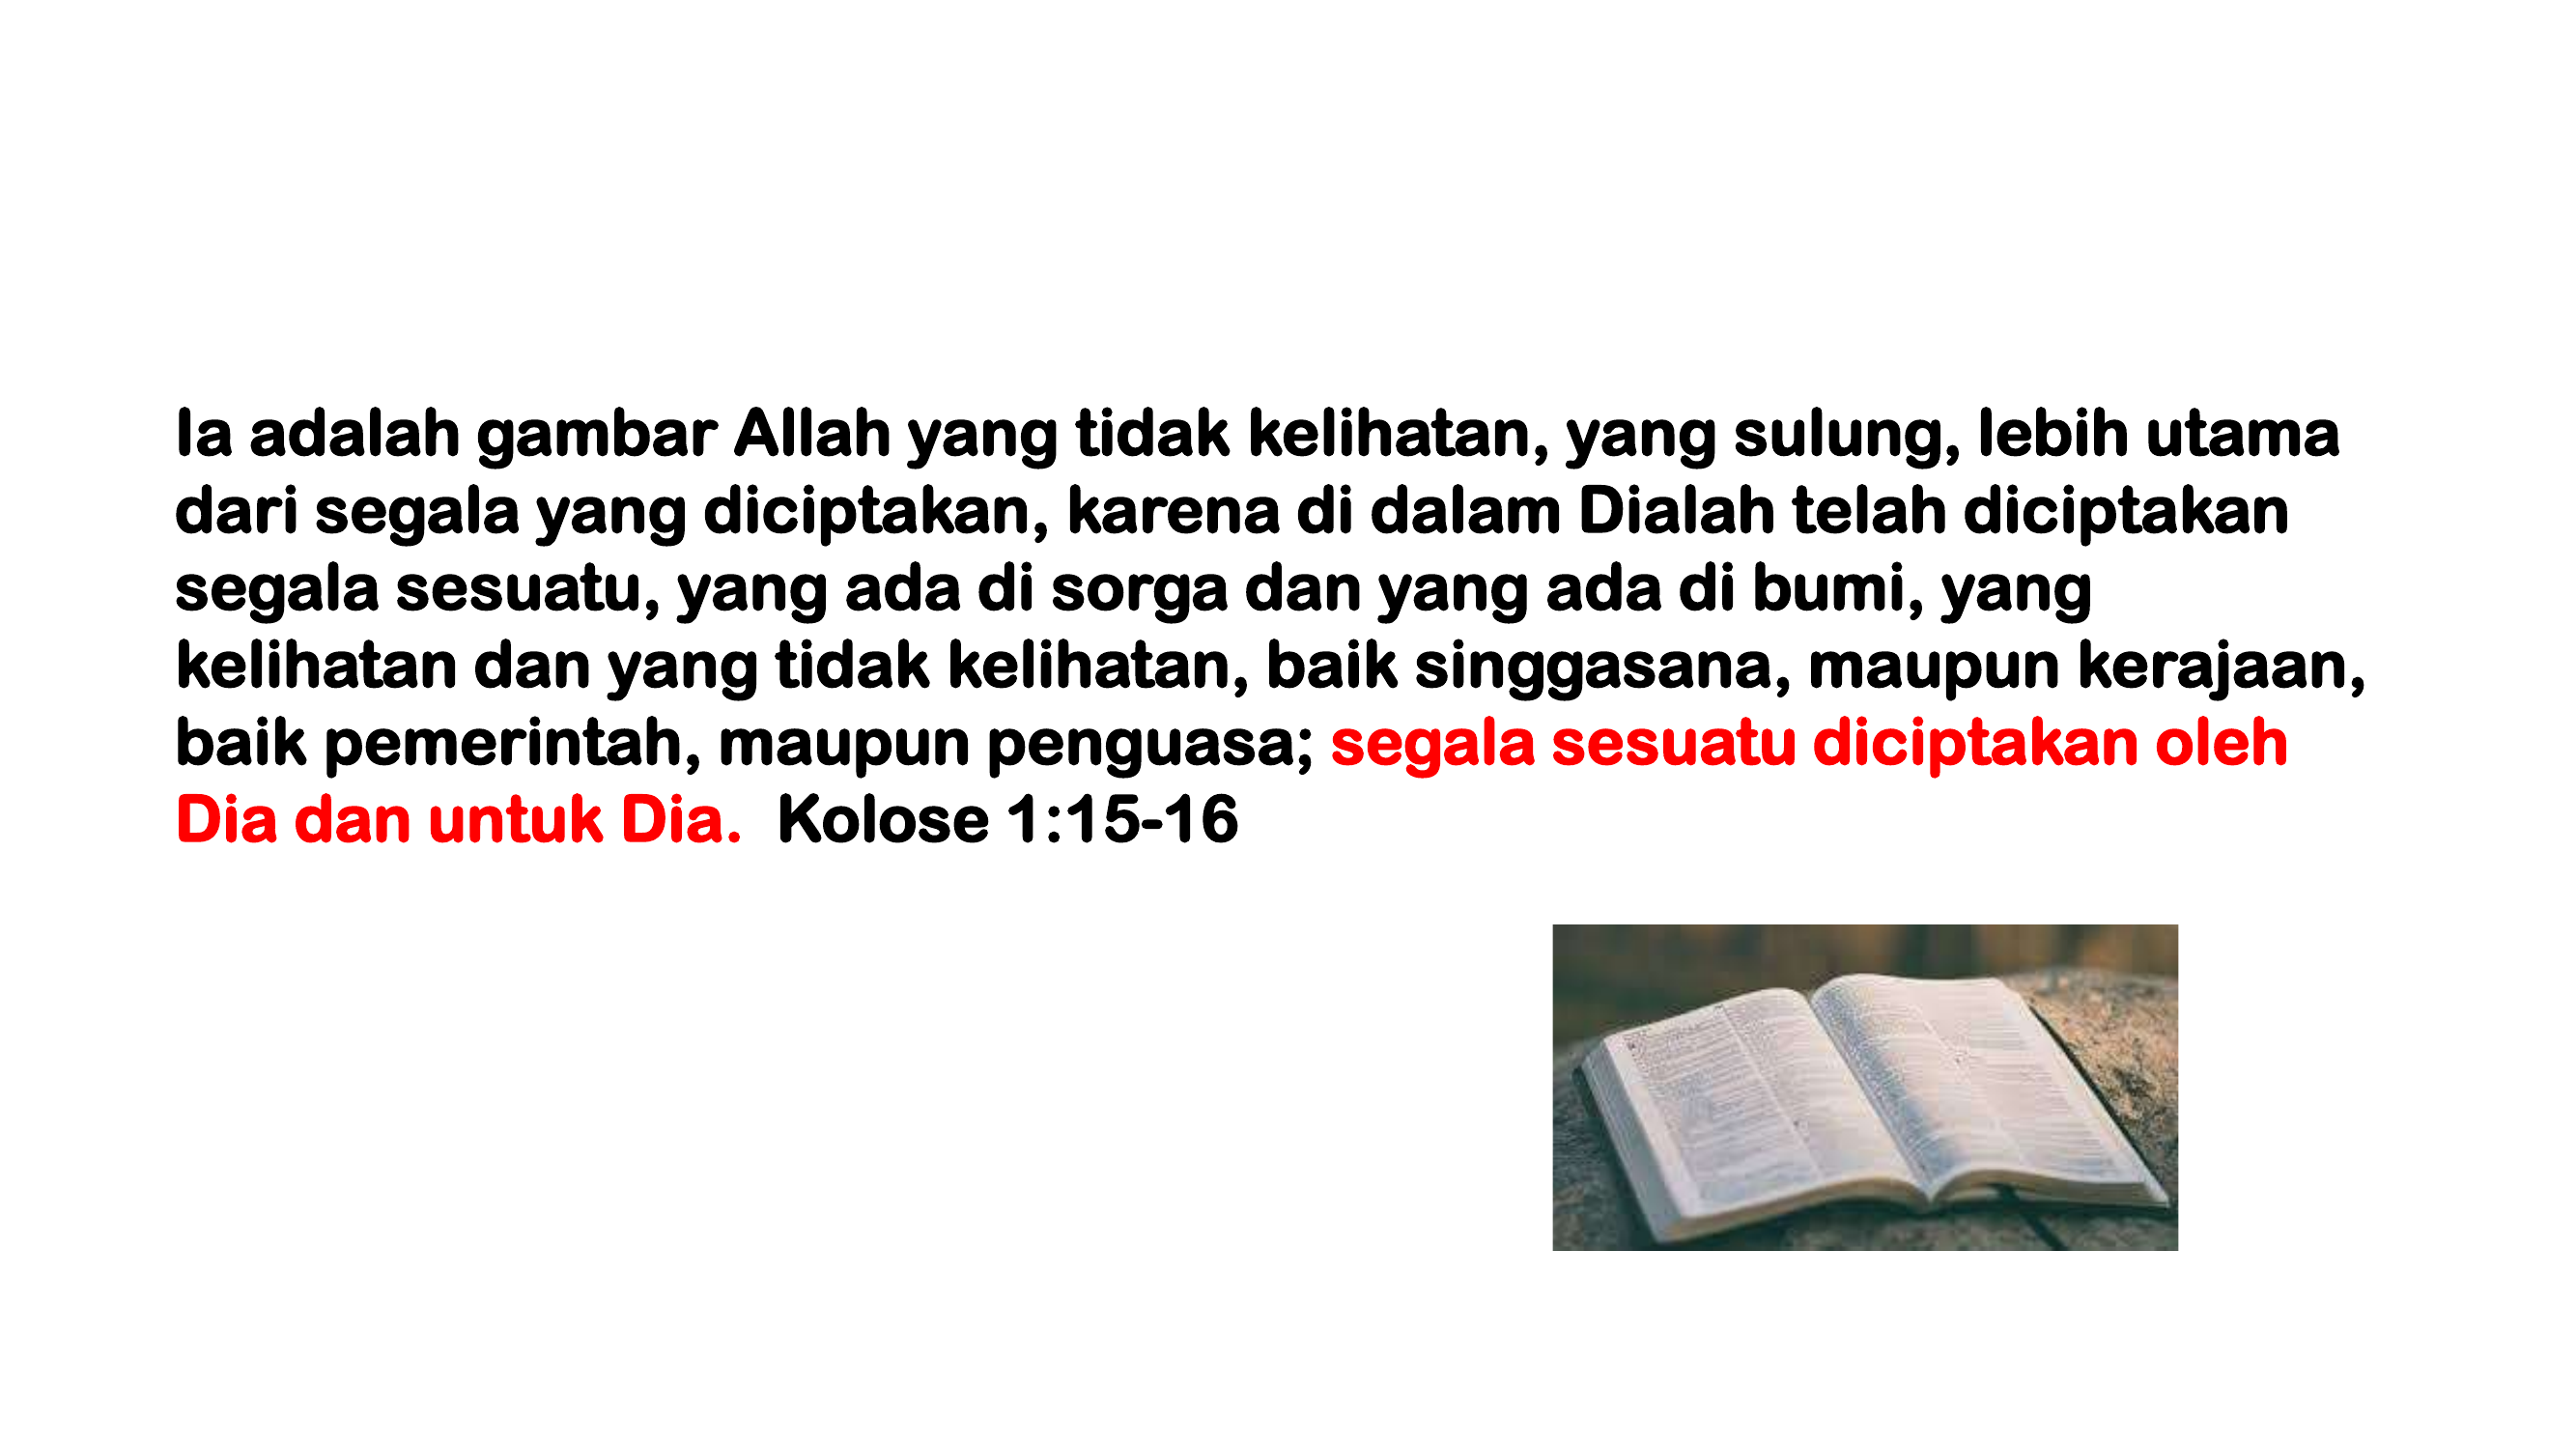 Ia adalah gambar Allah yang tidak kelihatan, yang sulung, lebih utama
dari segala yang diciptakan, karena di dalam Dialah telah diciptakan
segala sesuatu, yang ada di sorga dan yang ada di bumi, yang
kelihatan dan yang tidak kelihatan, baik singgasana, maupun kerajaan,
baik pemerintah, maupun penguasa; segala sesuatu diciptakan oleh
Dia dan untuk Dia.  Kolose 1:15-16